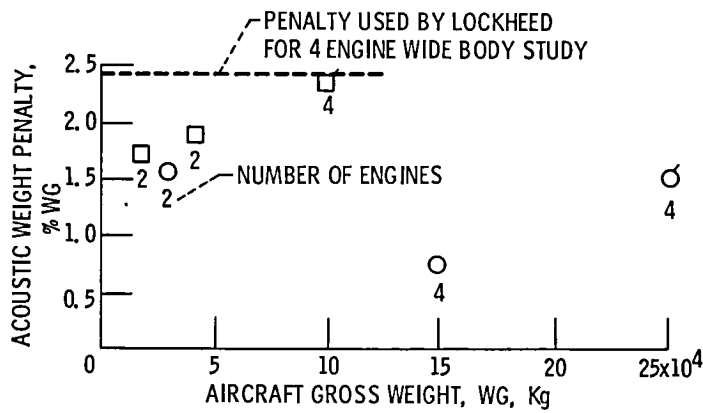 PENALTY USED BY LOCKHEED
FOR 4 ENGINE WIDE BODY STUDY
ACOUSTIC WEIGHT PENALTY,
% WG
2.5
2.0
1.5
1.0
0.5
2
2
2
4
4
4
NUMBER OF ENGINES
0
5
10
15
20
25x10⁴
AIRCRAFT GROSS WEIGHT, WG, Kg